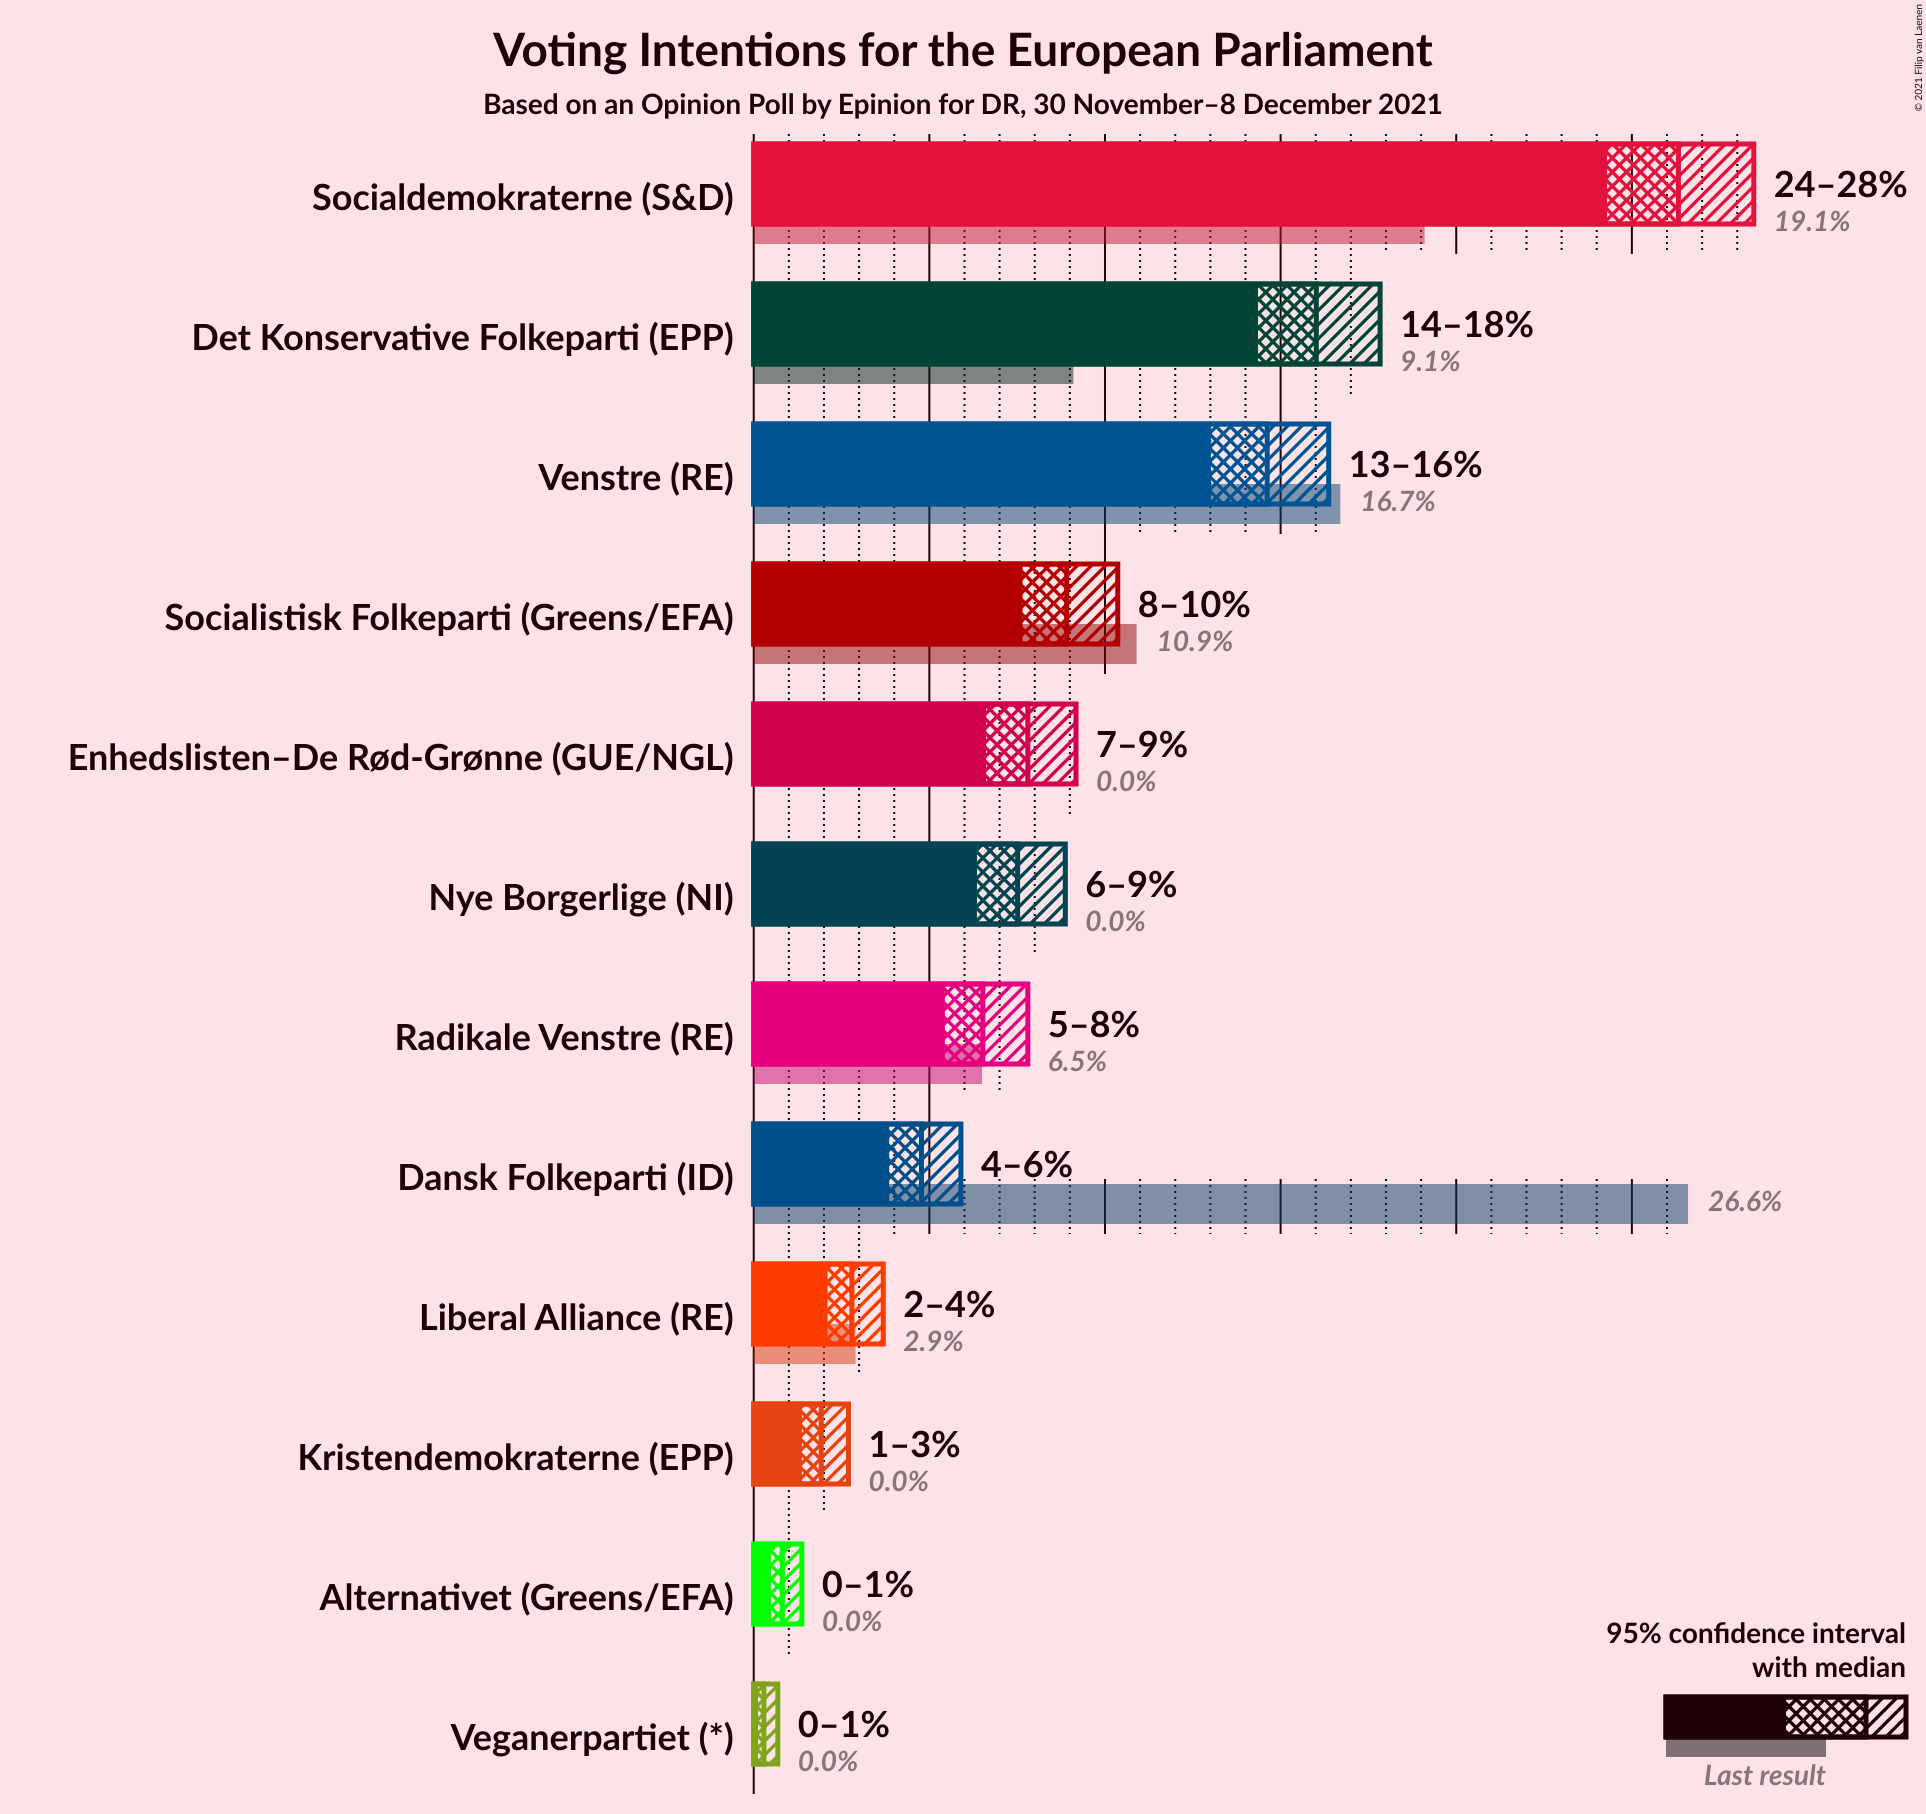 Voting Intentions for the European Parliament
Based on an Opinion Poll by Epinion for DR, 30 November–8 December 2021
© 2021 Filip van Laenen
Socialdemokraterne (S&D)
24–28%
19.1%
Det Konservative Folkeparti (EPP)
14–18%
9.1%
Venstre (RE)
13–16%
16.7%
Socialistisk Folkeparti (Greens/EFA)
8–10%
10.9%
Enhedslisten–De Rød-Grønne (GUE/NGL)
7–9%
0.0%
Nye Borgerlige (NI)
6–9%
0.0%
Radikale Venstre (RE)
5–8%
6.5%
Dansk Folkeparti (ID)
4–6%
26.6%
Liberal Alliance (RE)
2–4%
2.9%
Kristendemokraterne (EPP)
1–3%
0.0%
Alternativet (Greens/EFA)
0–1%
0.0%
Veganerpartiet (*)
0–1%
0.0%
95% confidence interval
with median
Last result